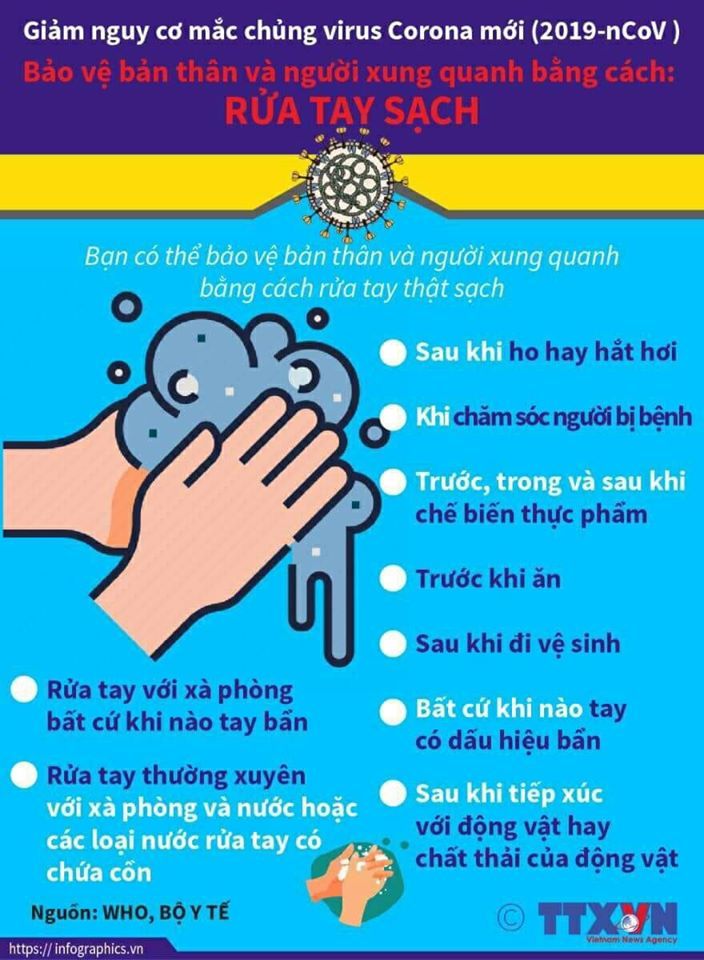 Giảm nguy cơ mắc chủng virus Corona mới (2019-nCoV )
Bảo vệ bản thân và người xung quanh bằng cách:
RỬA TAY SẠCH
Bạn có thể bảo vệ bản thân và người xung quanh
bằng cách rửa tay thật sạch
Sau khi ho hay hắt hơi
Khi chăm sóc người bị bệnh
Trước, trong và sau khi
chế biến thực phẩm
Trước khi ăn
Sau khi đi vệ sinh
Bất cứ khi nào tay
có dấu hiệu bẩn
Sau khi tiếp xúc
với động vật hay
chất thải của động vật
Rửa tay với xà phòng
bất cứ khi nào tay bẩn
Rửa tay thường xuyên
với xà phòng và nước hoặc
các loại nước rửa tay có
chứa cồn
Nguồn: WHO, BỘ Y TẾ
© TTXVN
Vietnam News Agency
https://infographics.vn